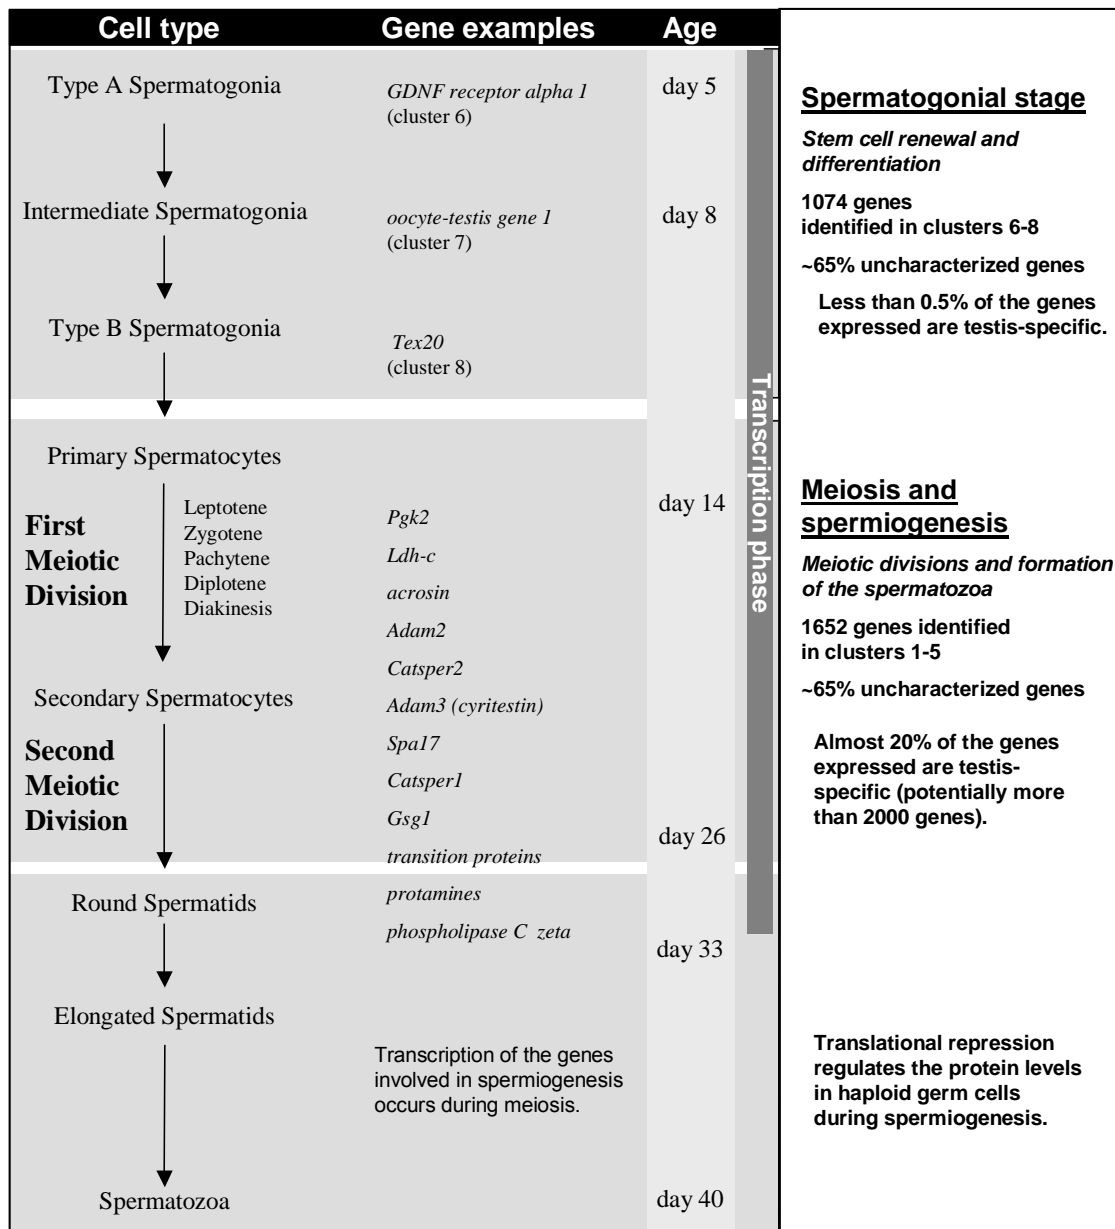 Cell type
Gene examples
Age
Type A Spermatogonia
GDNF receptor alpha 1
(cluster 6)
day 5
Intermediate Spermatogonia
oocyte-testis gene 1
(cluster 7)
day 8
Type B Spermatogonia
Tex20
(cluster 8)
Primary Spermatocytes
First
Meiotic
Division
Leptotene
Zygotene
Pachytene
Diplotene
Diakinesis
Secondary Spermatocytes
Second
Meiotic
Division
Pgk2
Ldh-c
acrosin
Adam2
Catsper2
Adam3 (cyritestin)
Spa17
Catsper1
Gsg1
transition proteins
protamines
phospholipase C zeta
day 14
day 26
Round Spermatids
day 33
Elongated Spermatids
Transcription of the genes
involved in spermiogenesis
occurs during meiosis.
Spermatozoa
day 40
Transcription phase
Spermatogonial stage
Stem cell renewal and
differentiation
1074 genes
identified in clusters 6-8
~65% uncharacterized genes
Less than 0.5% of the genes
expressed are testis-specific.
Meiosis and
spermiogenesis
Meiotic divisions and formation
of the spermatozoa
1652 genes identified
in clusters 1-5
~65% uncharacterized genes
Almost 20% of the genes
expressed are testis-
specific (potentially more
than 2000 genes).
Translational repression
regulates the protein levels
in haploid germ cells
during spermiogenesis.